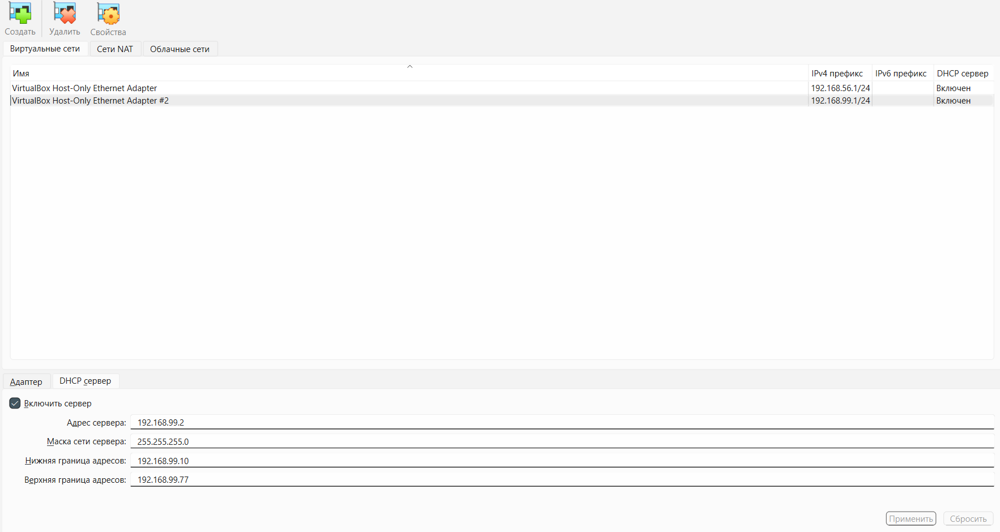 Создать Удалить Свойства
Виртуальные сети Сети NAT Облачные сети
Имя IPv4 префикс IPv6 префикс DHCP сервер
VirtualBox Host-Only Ethernet Adapter 192.168.56.1/24 Включен
VirtualBox Host-Only Ethernet Adapter #2 192.168.99.1/24 Включен
Адаптер DHCP сервер
Включить сервер
Адрес сервера: 192.168.99.2
Маска сети сервера: 255.255.255.0
Нижняя граница адресов: 192.168.99.10
Верхняя граница адресов: 192.168.99.77
Применить Сбросить